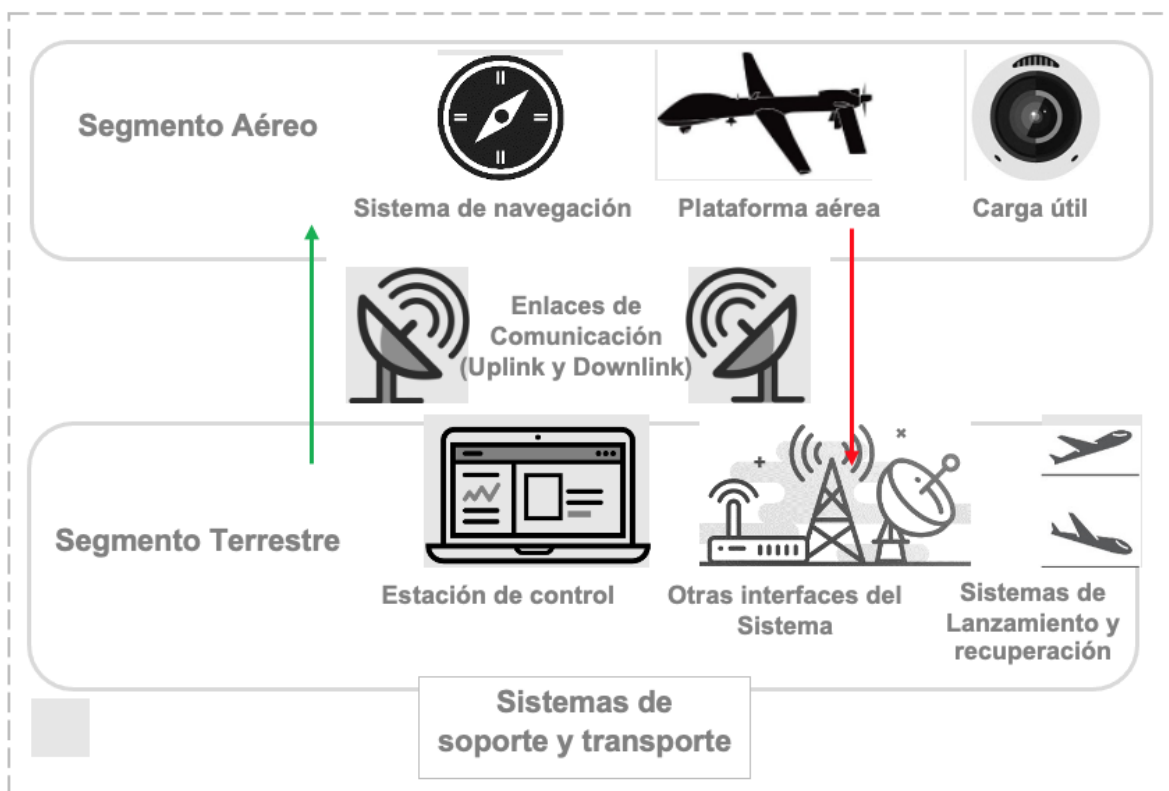 Segmento Aéreo
Sistema de navegación
Plataforma aérea
Carga útil
Enlaces de
Comunicación
(Uplink y Downlink)
Segmento Terrestre
Estación de control
Otras interfaces del
Sistema
Sistemas de
Lanzamiento y
recuperación
Sistemas de
soporte y transporte